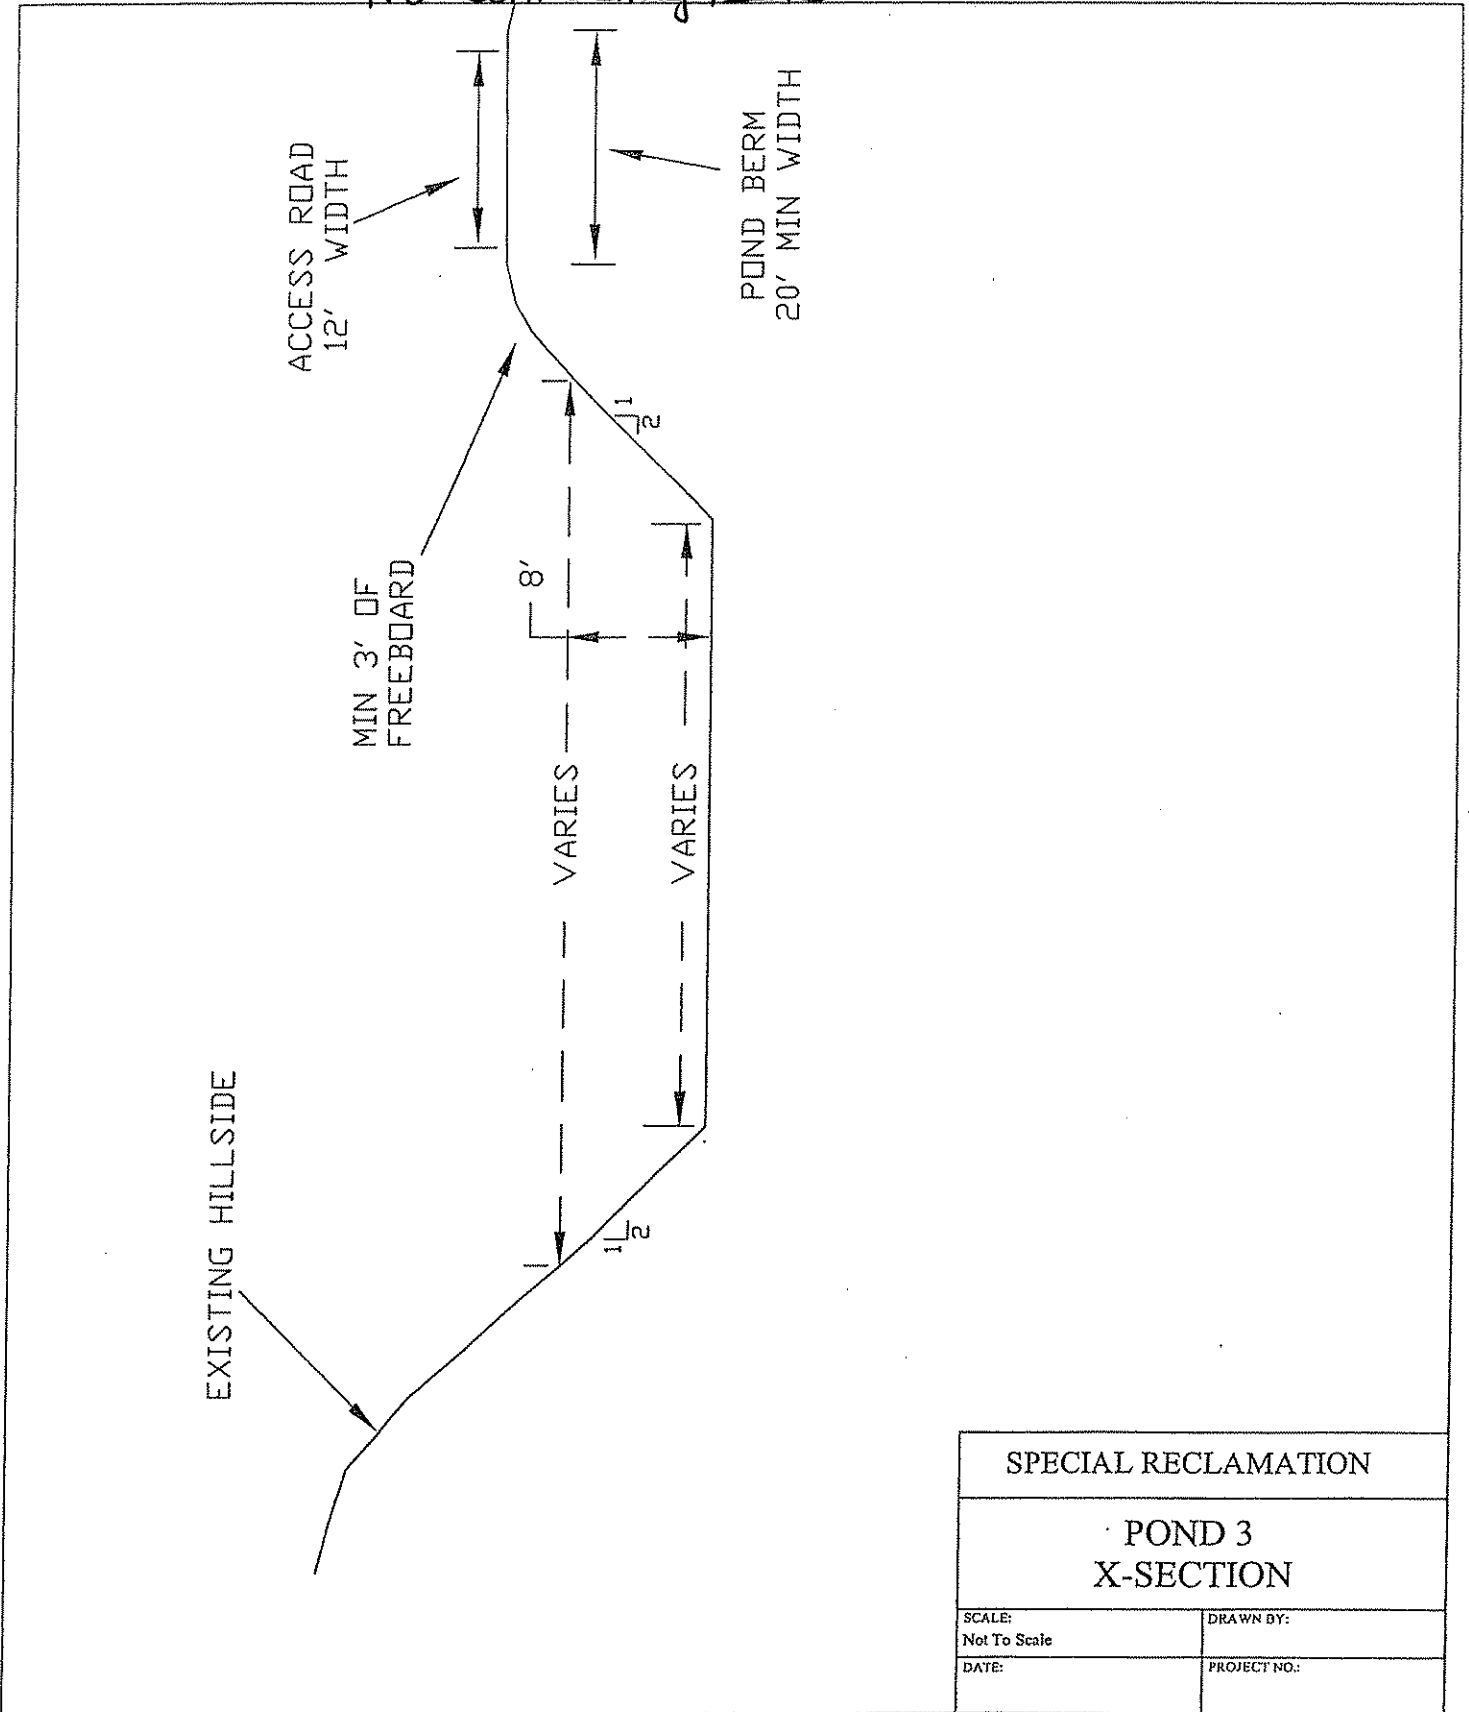 ACCESS ROAD
12' WIDTH
POND BERM
20' MIN WIDTH
MIN 3' OF
FREEBOARD
1
2
8'
VARIES
VARIES
1
2
EXISTING HILLSIDE
SPECIAL RECLAMATION
POND 3
X-SECTION
SCALE:
Not To Scale
DRAWN BY:
DATE:
PROJECT NO.: